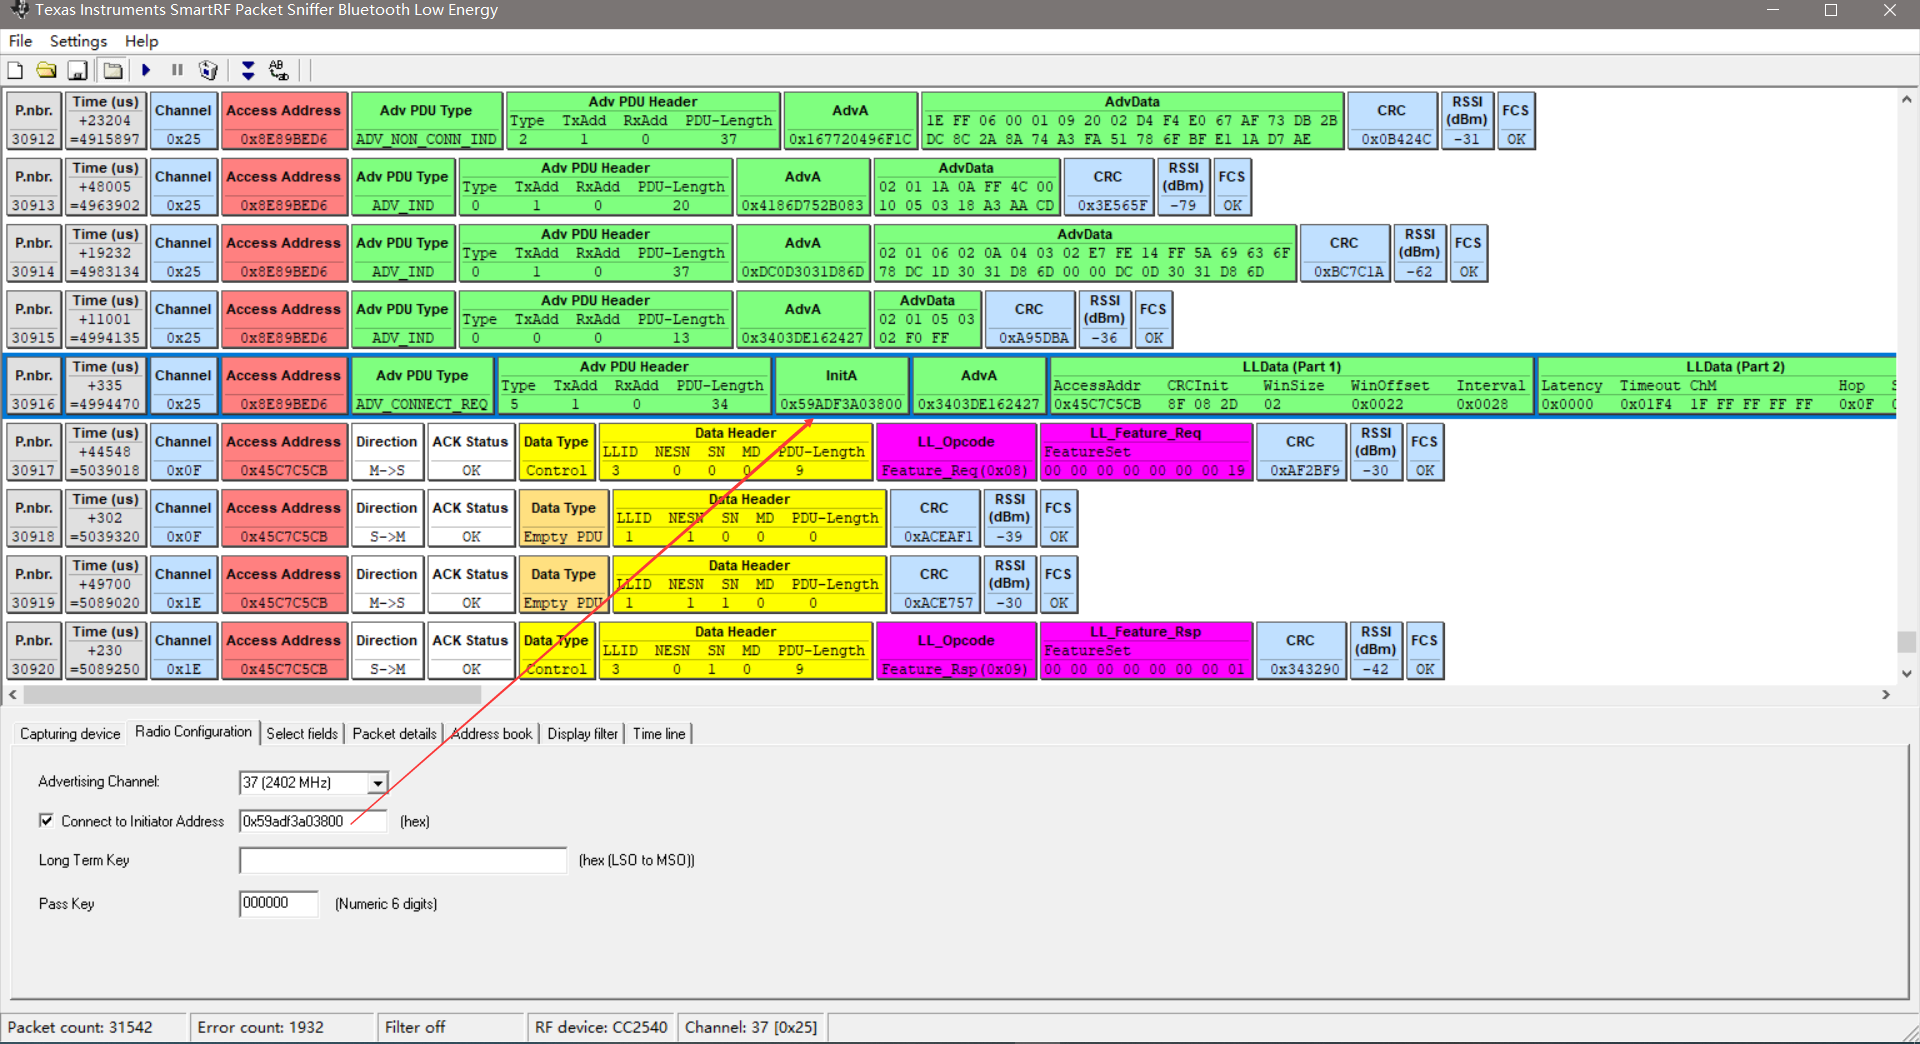 Texas Instruments SmartRF Packet Sniffer Bluetooth Low Energy
File Settings Help
P.nbr. Time (us) Channel Access Address Adv PDU Type Adv PDU Header AdvA AdvData CRC RSSI (dBm) FCS
+23204 Type TxAdd RxAdd PDU-Length 1E FF 06 00 01 09 20 02 D4 F4 E0 67 AF 73 DB 2B
30912 =4915897 0x25 0x8E89BED6 ADV_NON_CONN_IND 2 1 0 37 0x167720496F1C DC 8C 2A 8A 74 A3 FA 51 78 6F BF E1 1A D7 AE 0x0B424C -31 OK
P.nbr. Time (us) Channel Access Address Adv PDU Type Adv PDU Header AdvA AdvData CRC RSSI (dBm) FCS
+48005 Type TxAdd RxAdd PDU-Length 02 01 1A 0A FF 4C 00
30913 =4963902 0x25 0x8E89BED6 ADV_IND 0 1 0 20 0x4186D752B083 10 05 03 18 A3 AA CD 0x3E565F -79 OK
P.nbr. Time (us) Channel Access Address Adv PDU Type Adv PDU Header AdvA AdvData CRC RSSI (dBm) FCS
+19232 Type TxAdd RxAdd PDU-Length 02 01 06 02 0A 04 03 02 E7 FE 14 FF 5A 69 63 6F
30914 =4983134 0x25 0x8E89BED6 ADV_IND 0 1 0 37 0xDC0D3031D86D 78 DC 1D 30 31 D8 6D 00 00 DC 0D 30 31 D8 6D 0xBC7C1A -62 OK
P.nbr. Time (us) Channel Access Address Adv PDU Type Adv PDU Header AdvA AdvData CRC RSSI (dBm) FCS
+11001 Type TxAdd RxAdd PDU-Length 02 01 05 03
30915 =4994135 0x25 0x8E89BED6 ADV_IND 0 0 0 13 0x3403DE162427 02 F0 FF 0xA95DBA -36 OK
P.nbr. Time (us) Channel Access Address Adv PDU Type Adv PDU Header InitA AdvA LLData (Part 1) LLData (Part 2)
+335 Type TxAdd RxAdd PDU-Length AccessAddr CRCInit WinSize WinOffset Interval Latency Timeout ChM Hop
30916 =4994470 0x25 0x8E89BED6 ADV_CONNECT_REQ 5 1 0 34 0x59ADF3A03800 0x3403DE162427 0x45C7C5CB 8F 08 2D 02 0x0022 0x0028 0x0000 0x01F4 1F FF FF FF FF 0x0F
P.nbr. Time (us) Channel Access Address Direction ACK Status Data Type Data Header LL_Opcode LL_Feature_Req CRC RSSI (dBm) FCS
+44548 LLID NESN SN MD PDU-Length FeatureSet
30917 =5039018 0x0F 0x45C7C5CB M->S OK Control 3 0 0 0 9 Feature_Req(0x08) 00 00 00 00 00 00 00 19 0xAF2BF9 -30 OK
P.nbr. Time (us) Channel Access Address Direction ACK Status Data Type Data Header CRC RSSI (dBm) FCS
+302 LLID NESN SN MD PDU-Length
30918 =5039320 0x0F 0x45C7C5CB S->M OK Empty PDU 1 1 0 0 0 0xACEAF1 -39 OK
P.nbr. Time (us) Channel Access Address Direction ACK Status Data Type Data Header CRC RSSI (dBm) FCS
+49700 LLID NESN SN MD PDU-Length
30919 =5089020 0x1E 0x45C7C5CB M->S OK Empty PDU 1 1 1 0 0 0xACE757 -30 OK
P.nbr. Time (us) Channel Access Address Direction ACK Status Data Type Data Header LL_Opcode LL_Feature_Rsp CRC RSSI (dBm) FCS
+230 LLID NESN SN MD PDU-Length FeatureSet
30920 =5089250 0x1E 0x45C7C5CB S->M OK Control 3 0 1 0 9 Feature_Rsp(0x09) 00 00 00 00 00 00 00 01 0x343290 -42 OK
Capturing device Radio Configuration Select fields Packet details Address book Display filter Time line
Advertising Channel: 37 (2402 MHz)
Connect to Initiator Address 0x59adf3a03800 (hex)
Long Term Key (hex (LSO to MSO))
Pass Key 000000 (Numeric 6 digits)
Packet count: 31542 Error count: 1932 Filter off RF device: CC2540 Channel: 37 [0x25]